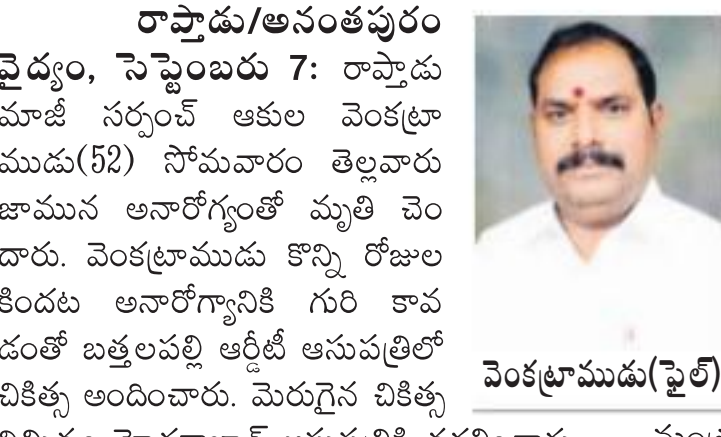 రాప్తాడు/అనంతపురం
వైద్యం, సెప్టెంబరు 7: రాప్తాడు
మాజీ సర్పంచ్ ఆకుల వెంకట్రా
ముడు(52) సోమవారం తెల్లవారు
జామున అనారోగ్యంతో మృతి చెం
దారు. వెంకట్రాముడు కొన్ని రోజుల
కిందట అనారోగ్యానికి గురి కావ
డంతో బత్తలపల్లి ఆర్డీటీ ఆసుపత్రిలో
చికిత్స అందించారు. మెరుగైన చికిత్స
వెంకట్రాముడు(ఫైల్)